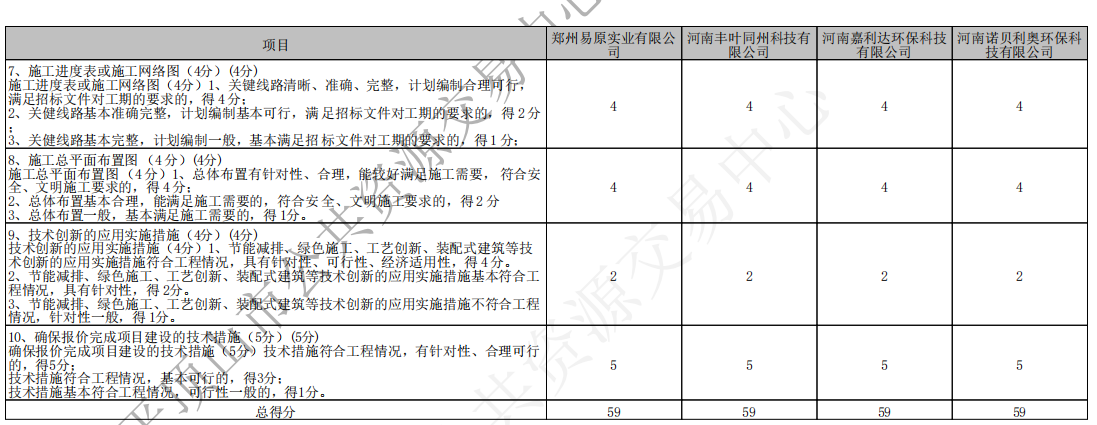 项目
郑州易原实业有限公
司
河南丰叶同州科技有
限公司
河南嘉利达环保科技
有限公司
河南诺贝利奥环保科
技有限公司
7、施工进度表或施工网络图（4分）(4分)
施工进度表或施工网络图（4分）1、关键线路清晰、准确、完整，计划编制合理可行，
满足招标文件对工期的要求的，得4分；
2、关健线路基本准确完整，计划编制基本可行，满足招标文件对工期的要求的，得2分
；
3、关健线路基本完整，计划编制一般，基本满足招标文件对工期的要求的，得1分；
4
4
4
4
8、施工总平面布置图（4分）(4分)
施工总平面布置图（4分）1、总体布置有针对性、合理，能较好满足施工需要，符合安
全、文明施工要求的，得4分；
2、总体布置基本合理，能满足施工需要的，符合安全、文明施工要求的，得2分
3、总体布置一般，基本满足施工需要的，得1分。
4
4
4
4
9、技术创新的应用实施措施（4分）(4分)
技术创新的应用实施措施（4分）1、节能减排、绿色施工、工艺创新、装配式建筑等技
术创新的应用实施措施符合工程情况，具有针对性、可行性、经济适用性，得4分。
2、节能减排、绿色施工、工艺创新、装配式建筑等技术创新的应用实施措施基本符合工
程情况，具有针对性，得2分。
3、节能减排、绿色施工、工艺创新、装配式建筑等技术创新的应用实施措施不符合工程
情况，针对性一般，得1分。
2
2
2
2
10、确保报价完成项目建设的技术措施（5分）(5分)
确保报价完成项目建设的技术措施（5分）技术措施符合工程情况，有针对性、合理可行
的，得5分；
技术措施符合工程情况，基本可行的，得3分；
技术措施基本符合工程情况，可行性一般的，得1分。
5
5
5
5
总得分
59
59
59
59
平顶山市公共资源交易中心
共资源交易中心